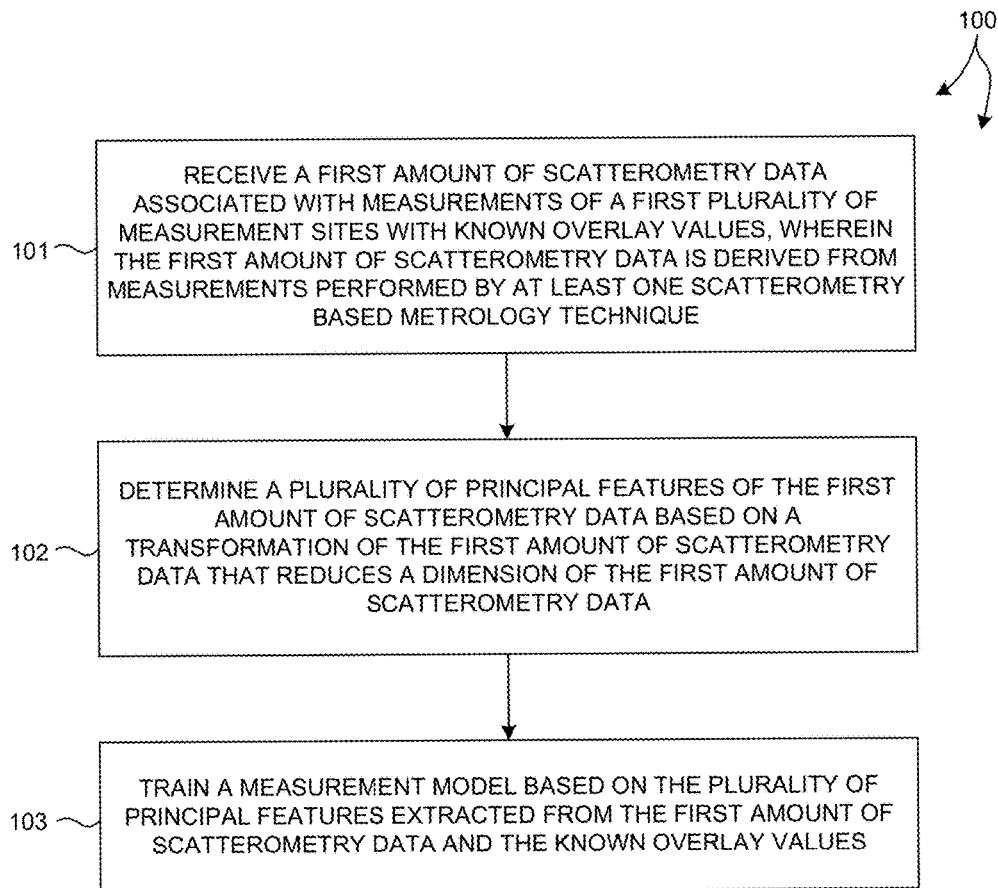 100
RECEIVE A FIRST AMOUNT OF SCATTEROMETRY DATA
ASSOCIATED WITH MEASUREMENTS OF A FIRST PLURALITY OF
MEASUREMENT SITES WITH KNOWN OVERLAY VALUES, WHEREIN
THE FIRST AMOUNT OF SCATTEROMETRY DATA IS DERIVED FROM
MEASUREMENTS PERFORMED BY AT LEAST ONE SCATTEROMETRY
BASED METROLOGY TECHNIQUE
101
DETERMINE A PLURALITY OF PRINCIPAL FEATURES OF THE FIRST
AMOUNT OF SCATTEROMETRY DATA BASED ON A
TRANSFORMATION OF THE FIRST AMOUNT OF SCATTEROMETRY
DATA THAT REDUCES A DIMENSION OF THE FIRST AMOUNT OF
SCATTEROMETRY DATA
102
TRAIN A MEASUREMENT MODEL BASED ON THE PLURALITY OF
PRINCIPAL FEATURES EXTRACTED FROM THE FIRST AMOUNT OF
SCATTEROMETRY DATA AND THE KNOWN OVERLAY VALUES
103